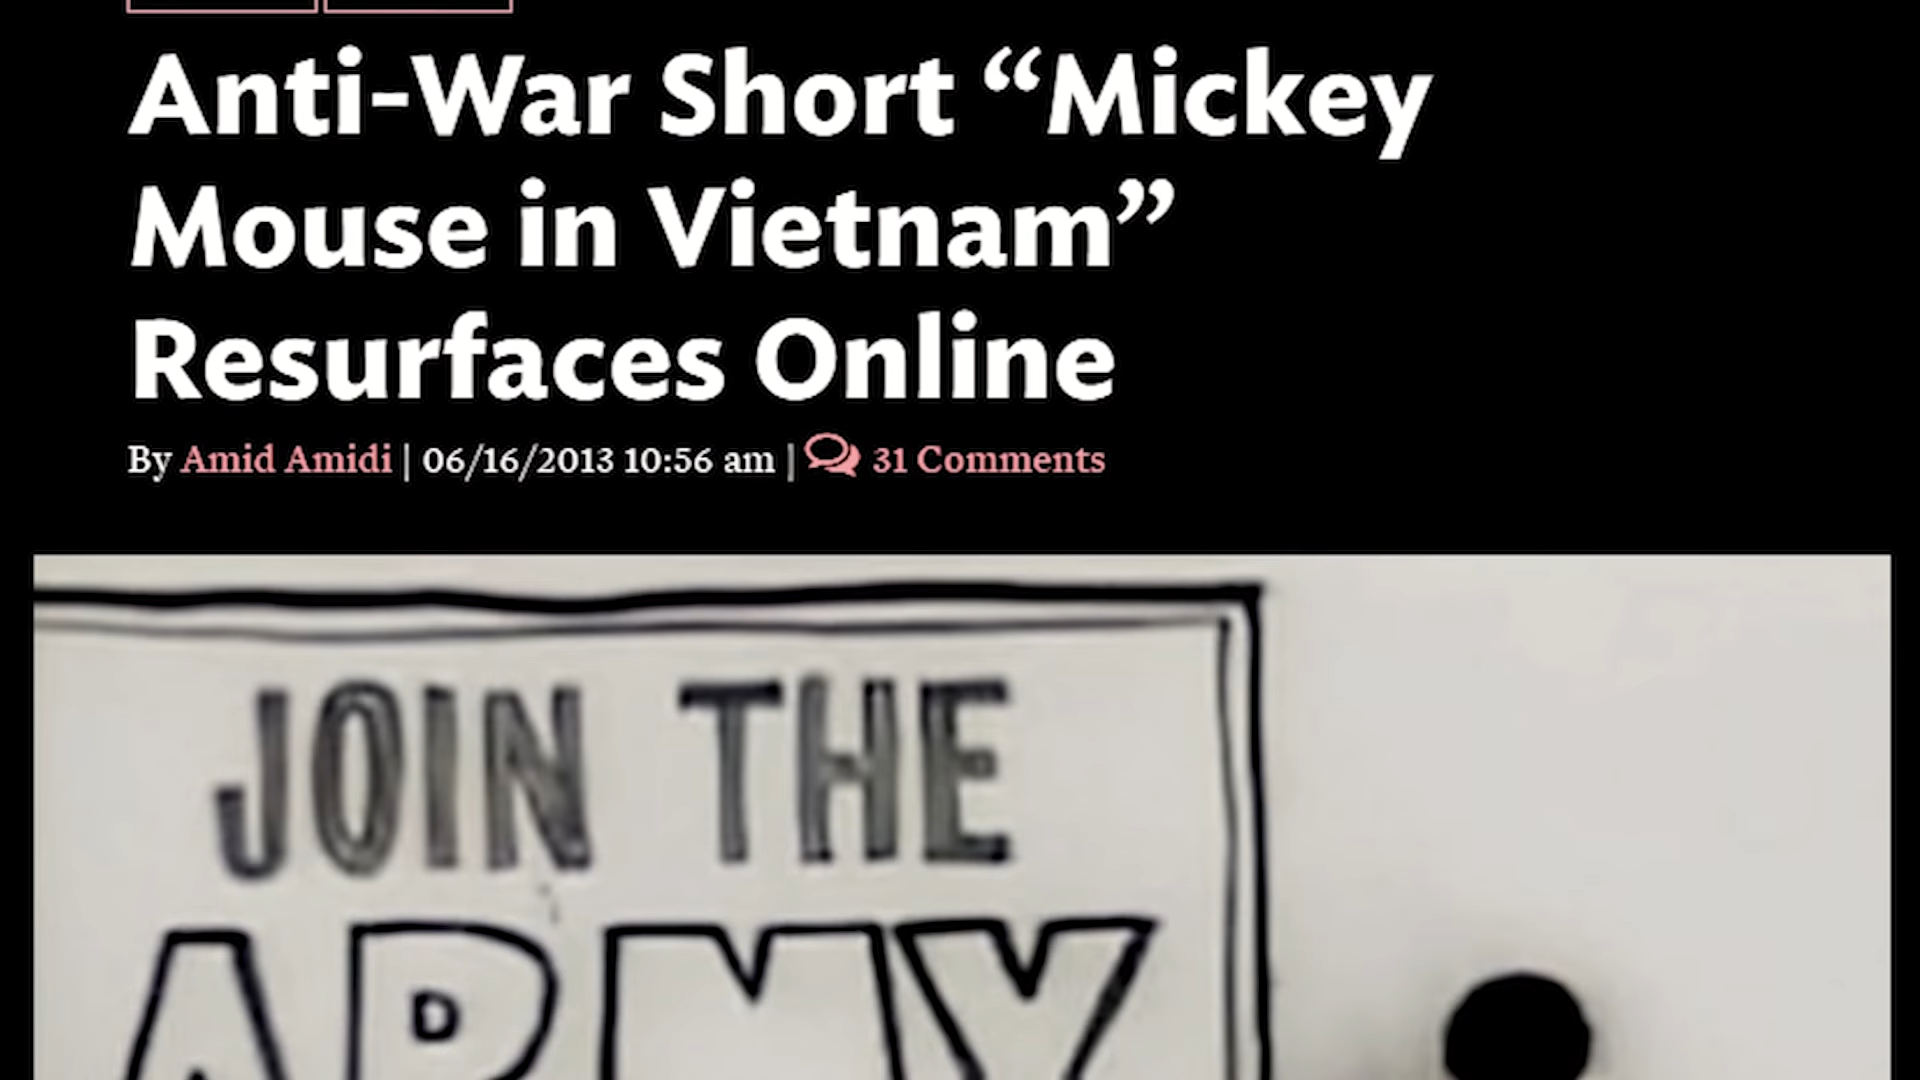 Anti-War Short “Mickey
Mouse in Vietnam”
Resurfaces Online
By Amid Amidi | 06/16/2013 10:56 am | 31 Comments
JOIN THE
ARMY